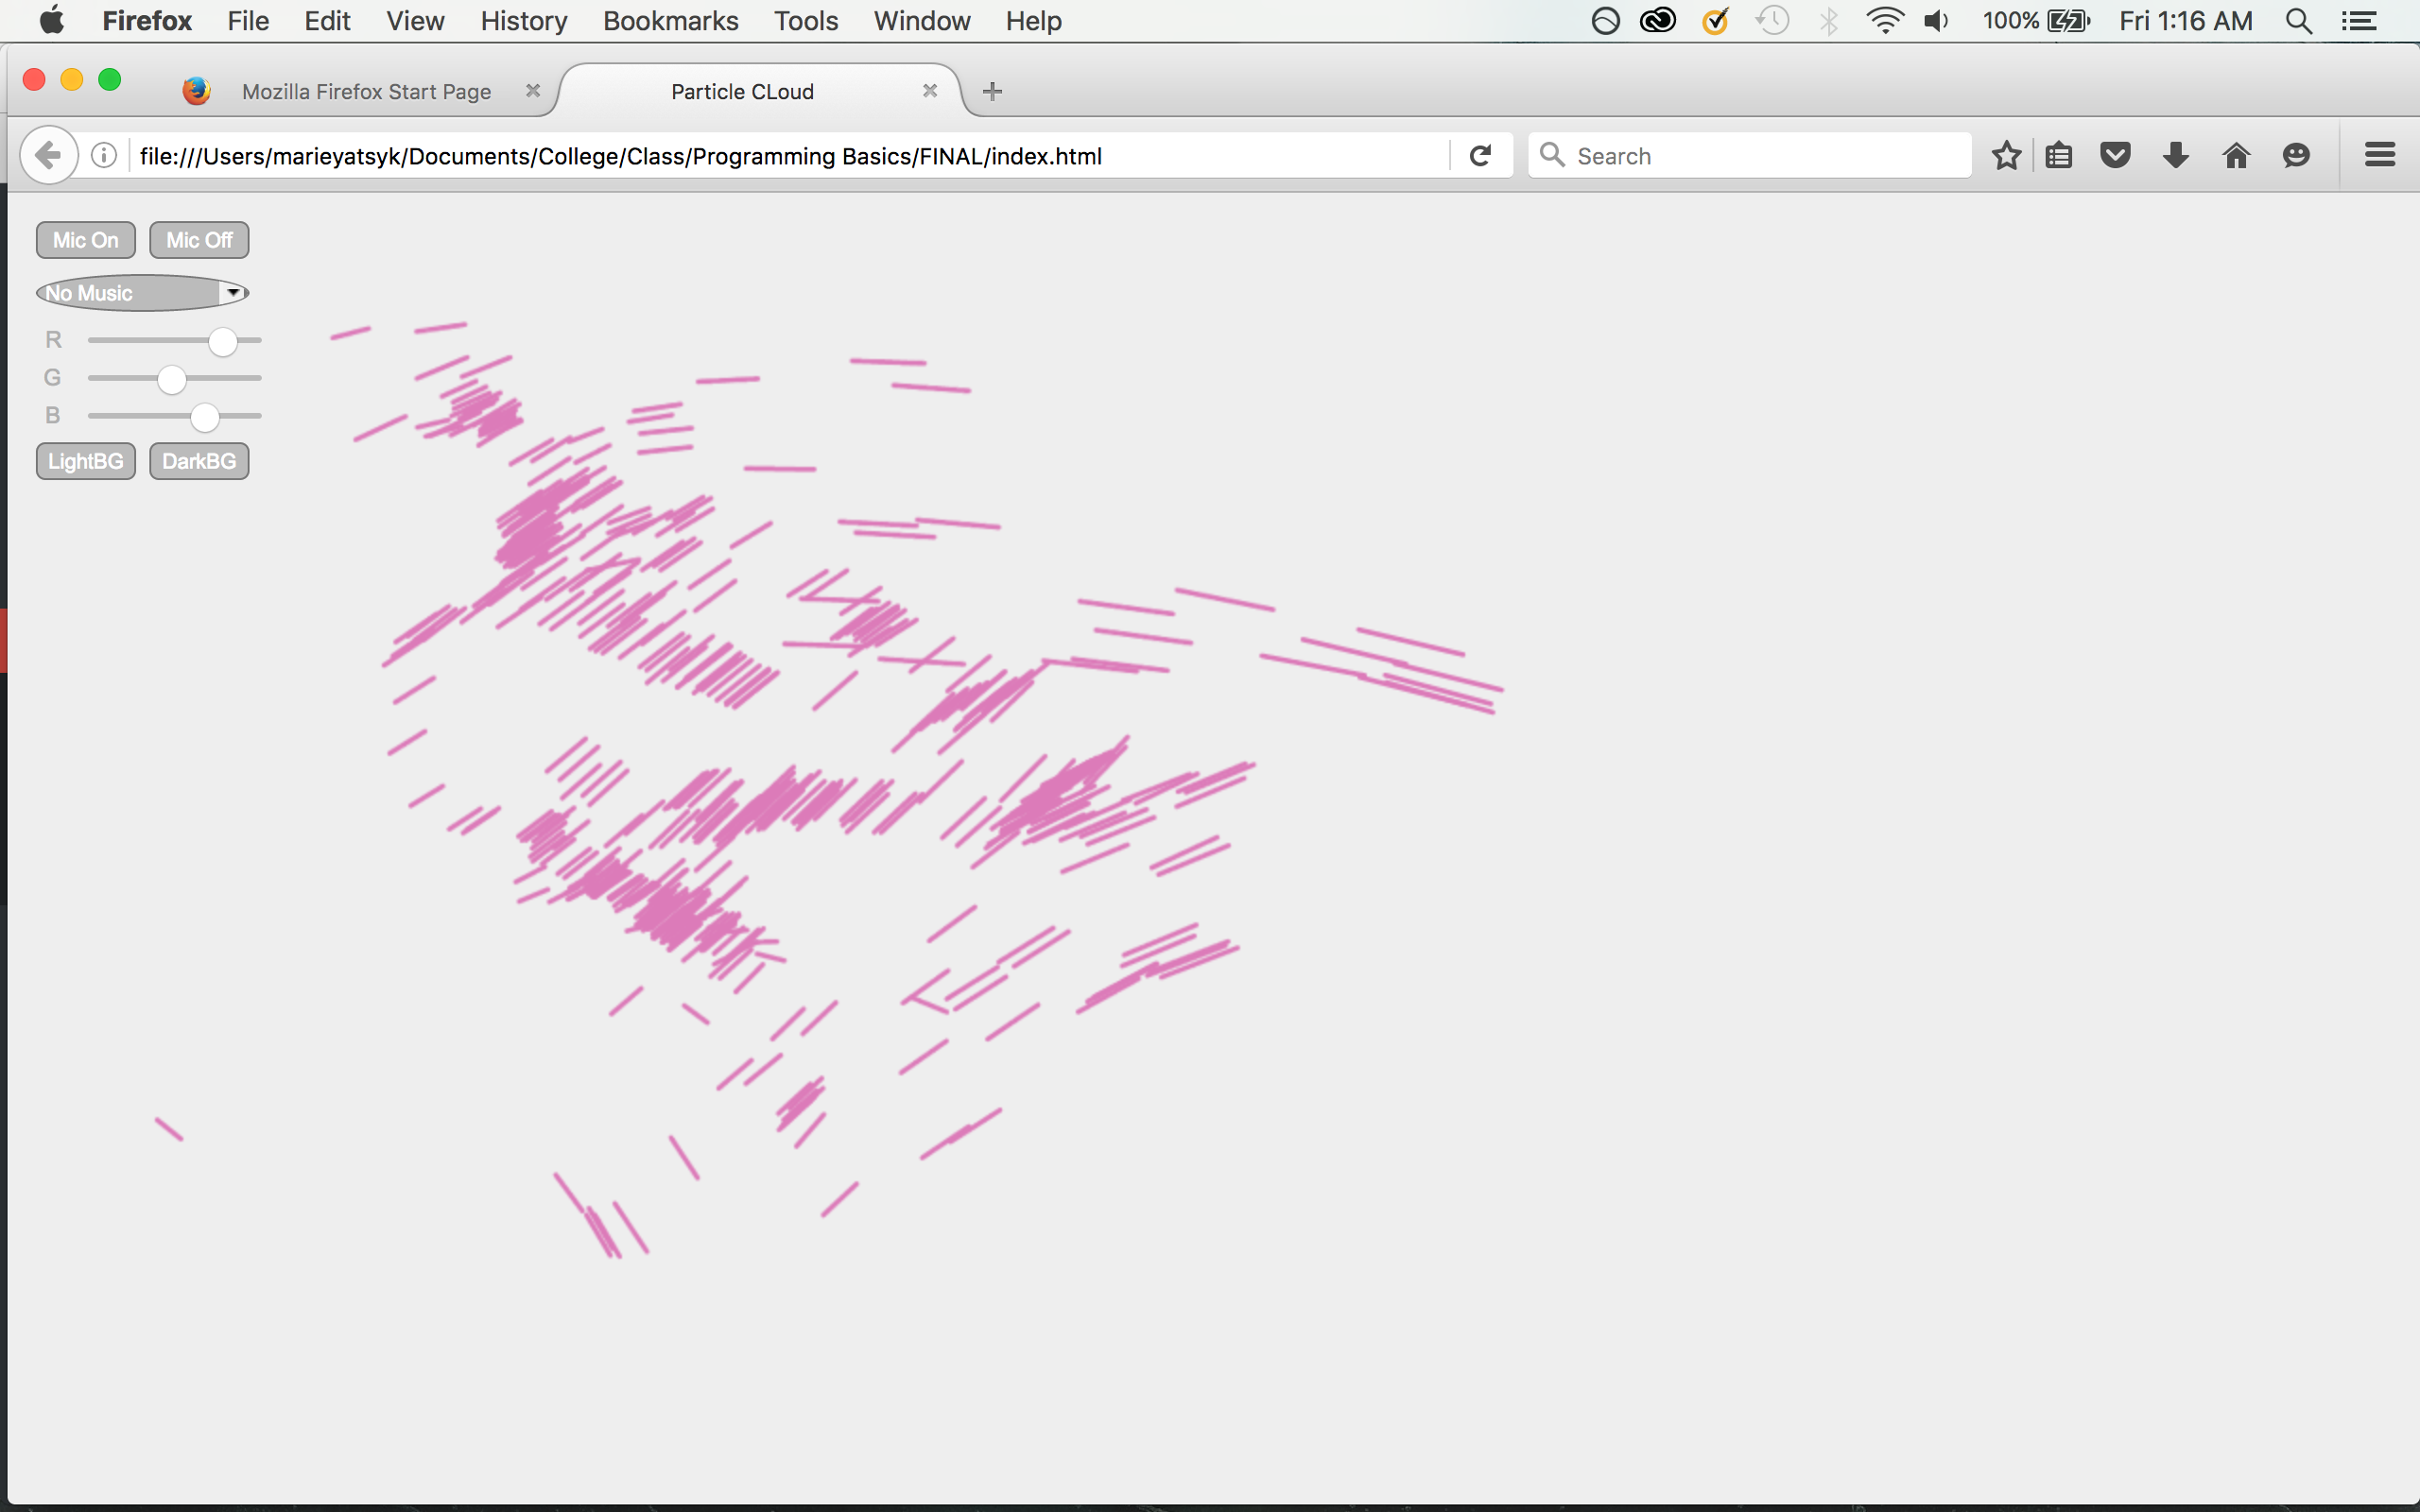 Firefox File Edit View History Bookmarks Tools Window Help 100% Fri 1:16 AM
Mozilla Firefox Start Page Particle CLoud
file:///Users/marieyatsyk/Documents/College/Class/Programming Basics/FINAL/index.html Search
Mic On Mic Off
No Music
R
G
B
LightBG DarkBG